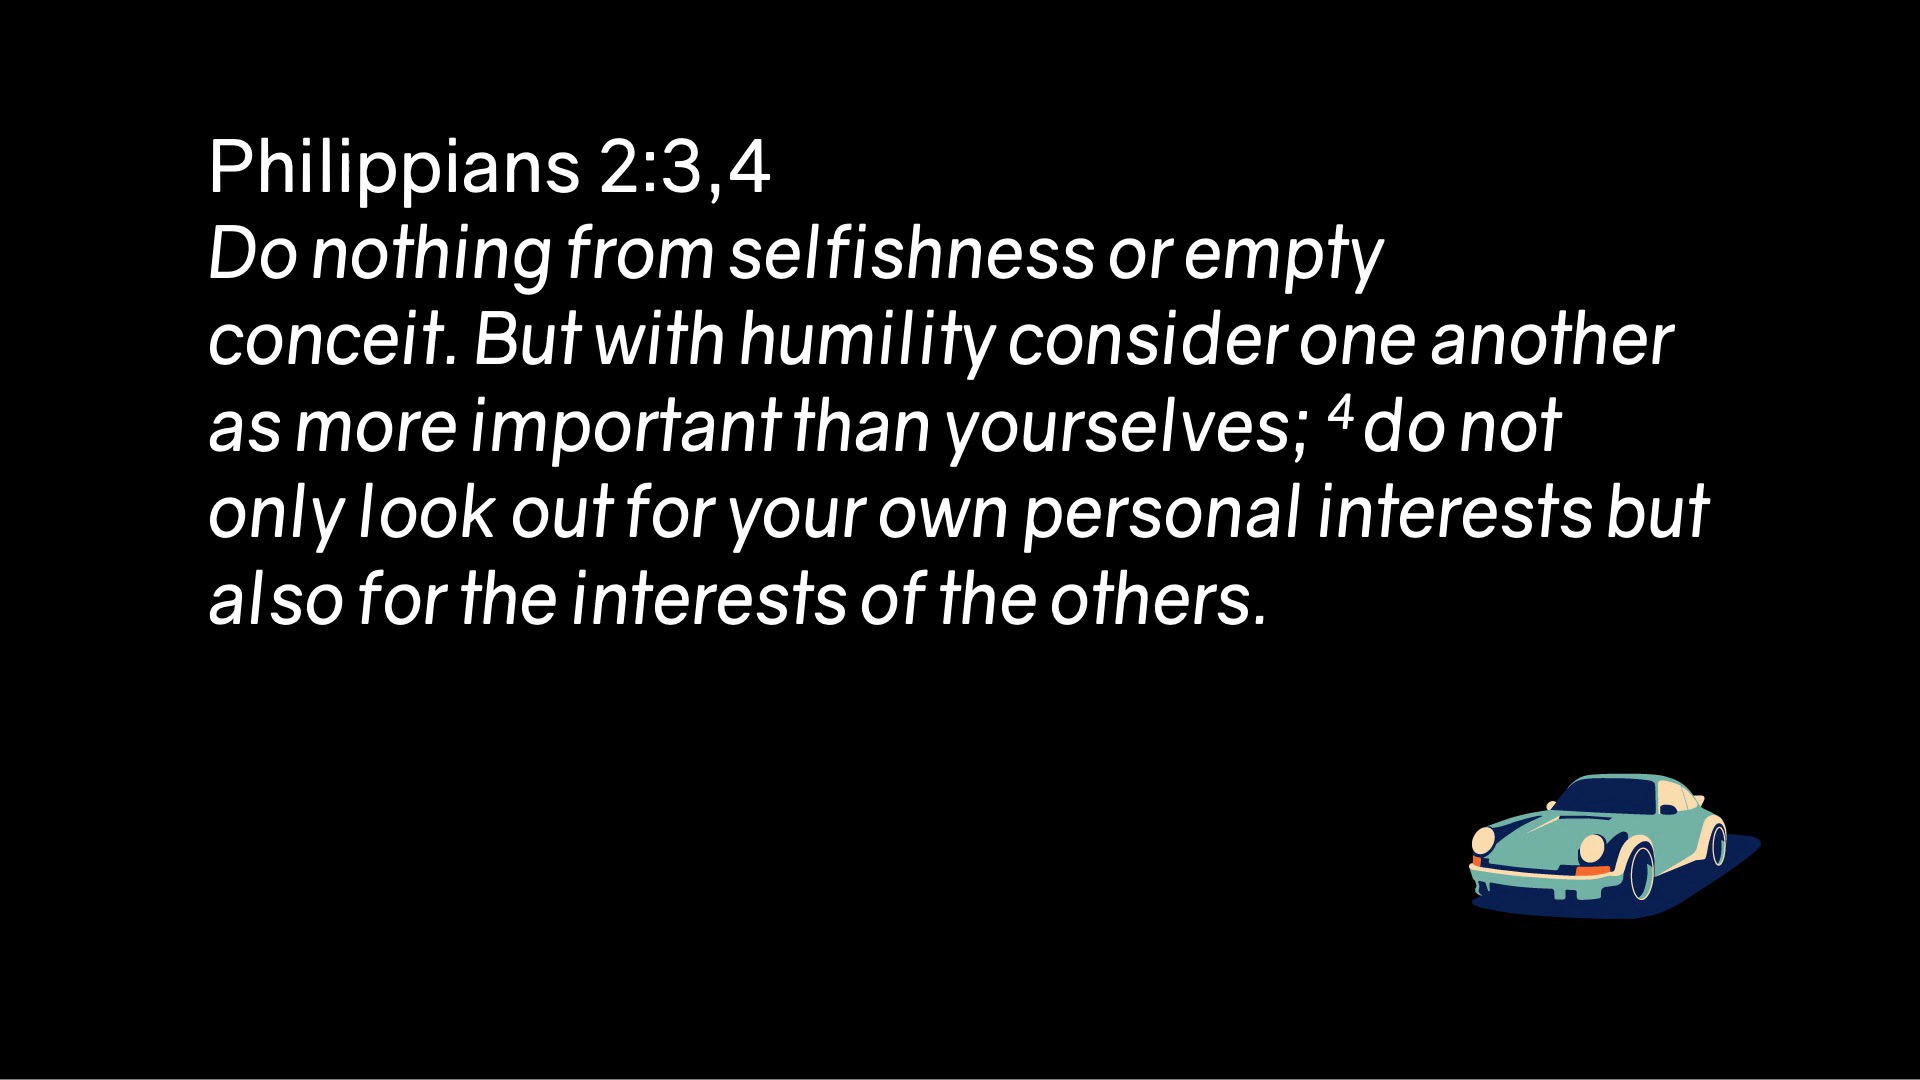 Philippians 2:3,4
Do nothing from selfishness or empty
conceit. But with humility consider one another
as more important than yourselves; ⁴ do not
only look out for your own personal interests but
also for the interests of the others.